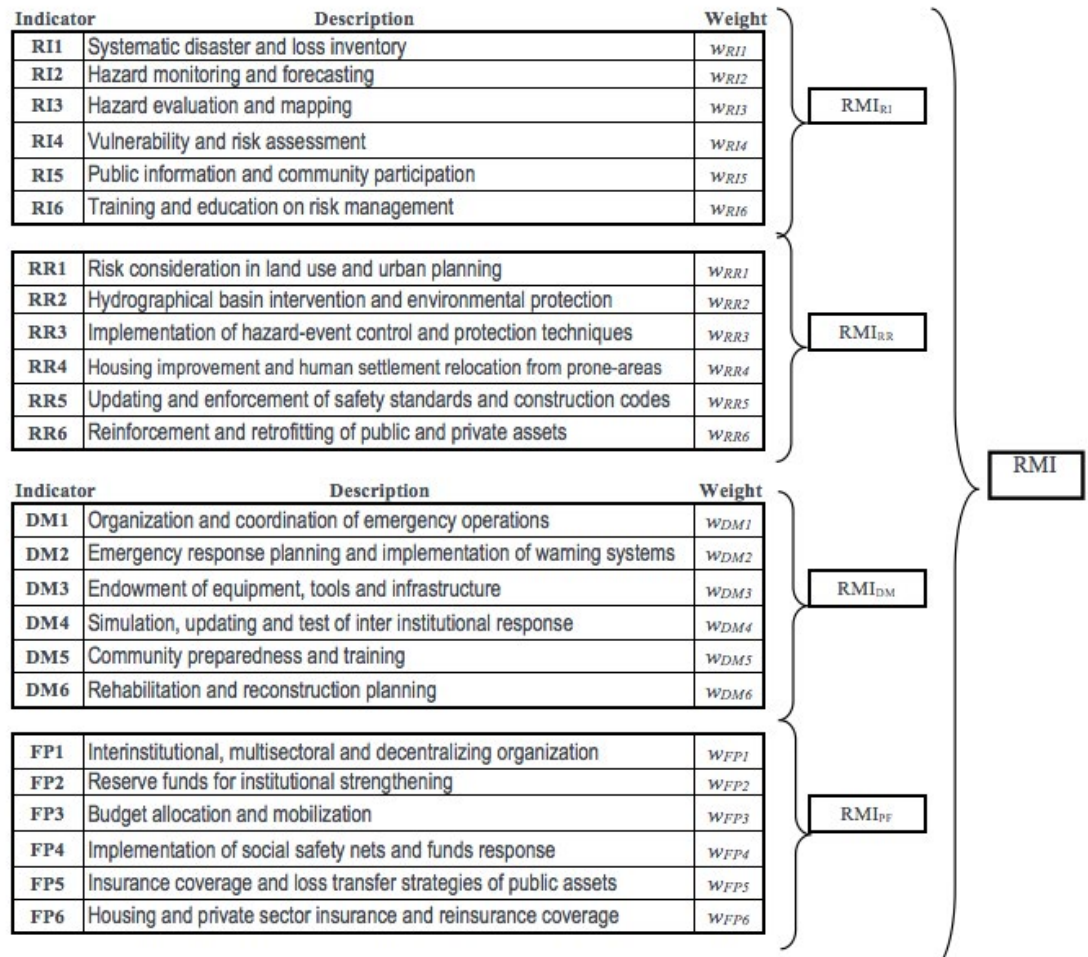 Indicator Description Weight
RI1 Systematic disaster and loss inventory wRI1
RI2 Hazard monitoring and forecasting wRI2
RI3 Hazard evaluation and mapping wRI3
RMIRI
RI4 Vulnerability and risk assessment wRI4
RI5 Public information and community participation wRI5
RI6 Training and education on risk management wRI6
RR1 Risk consideration in land use and urban planning wRR1
RR2 Hydrographical basin intervention and environmental protection wRR2
RR3 Implementation of hazard-event control and protection techniques wRR3
RMIRR
RR4 Housing improvement and human settlement relocation from prone-areas wRR4
RR5 Updating and enforcement of safety standards and construction codes wRR5
RR6 Reinforcement and retrofitting of public and private assets wRR6
RMI
Indicator Description Weight
DM1 Organization and coordination of emergency operations wDM1
DM2 Emergency response planning and implementation of warning systems wDM2
DM3 Endowment of equipment, tools and infrastructure wDM3
RMIDM
DM4 Simulation, updating and test of inter institutional response wDM4
DM5 Community preparedness and training wDM5
DM6 Rehabilitation and reconstruction planning wDM6
FP1 Interinstitutional, multisectoral and decentralizing organization wFP1
FP2 Reserve funds for institutional strengthening wFP2
FP3 Budget allocation and mobilization wFP3
RMIPF
FP4 Implementation of social safety nets and funds response wFP4
FP5 Insurance coverage and loss transfer strategies of public assets wFP5
FP6 Housing and private sector insurance and reinsurance coverage wFP6